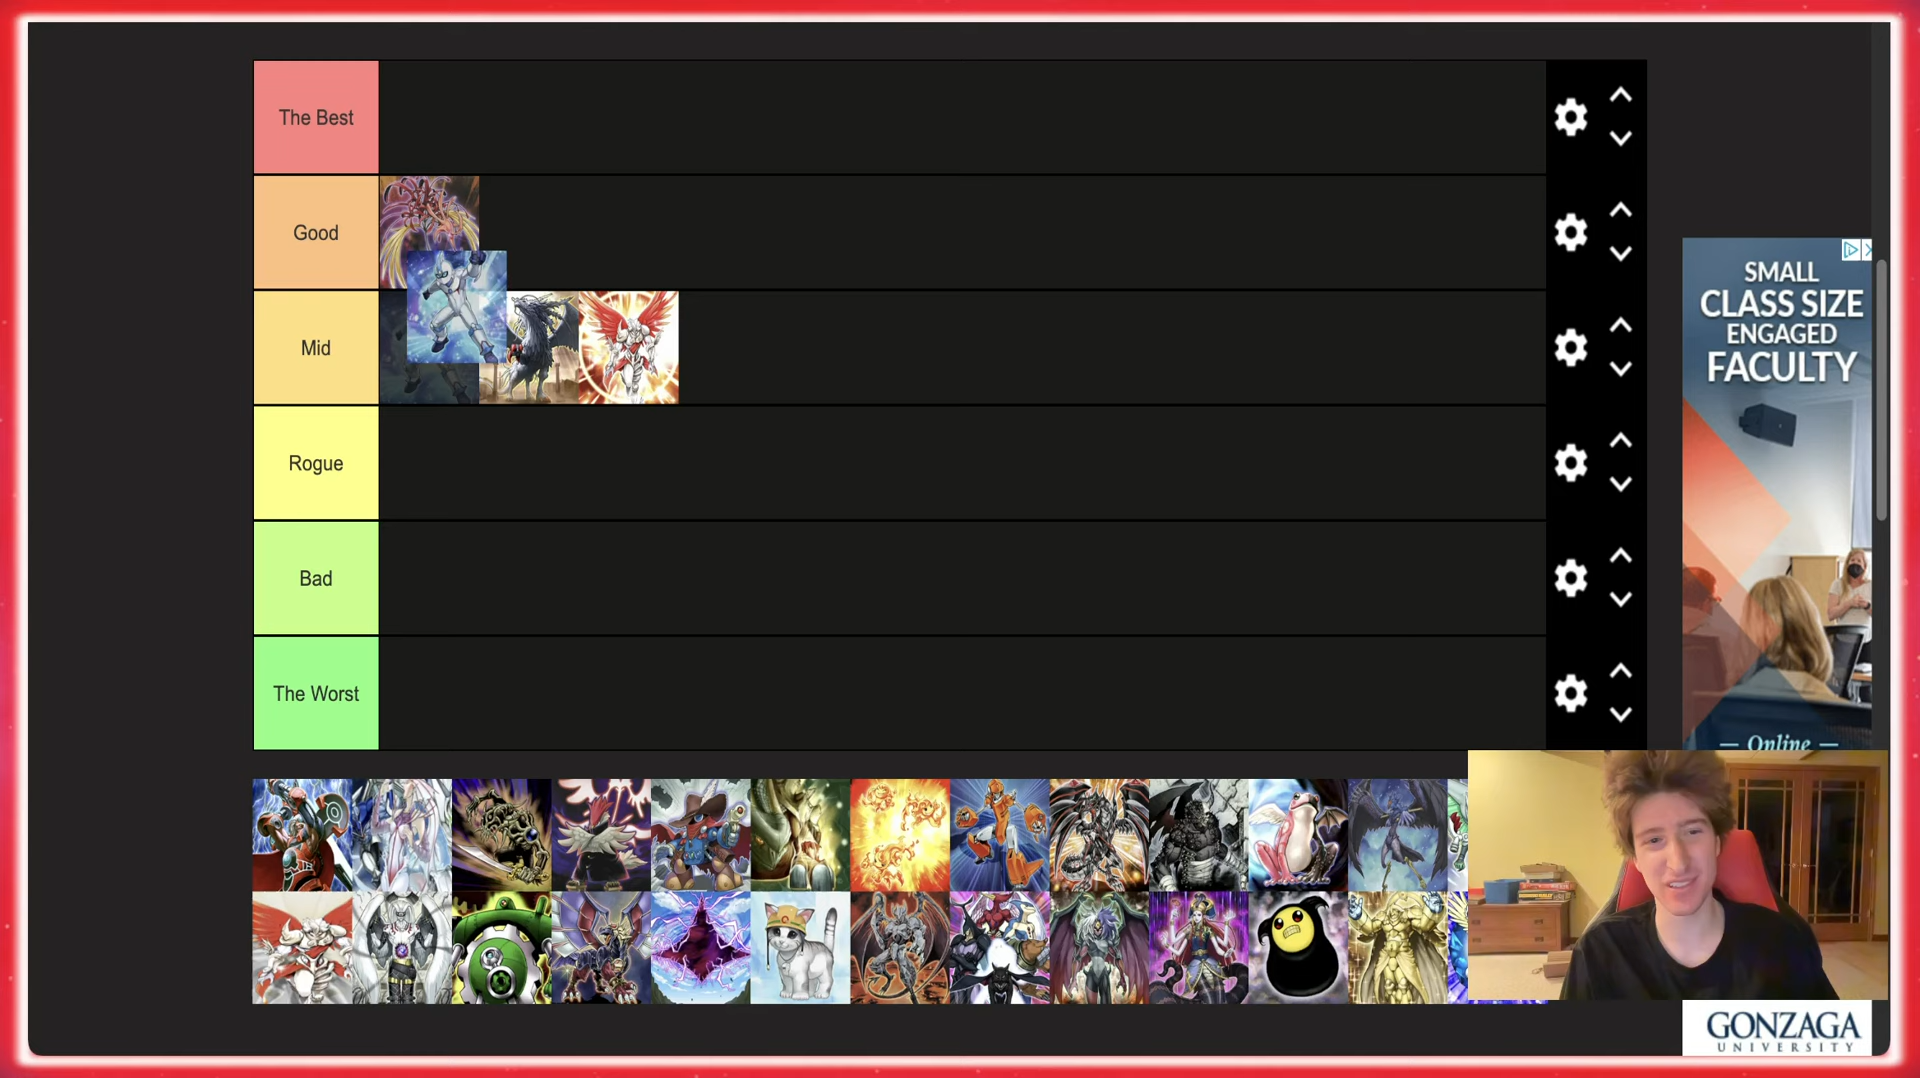 The Best
Good
Mid
Rogue
Bad
The Worst
SMALL
CLASS SIZE
ENGAGED
FACULTY
— Online —
GONZAGA
UNIVERSITY